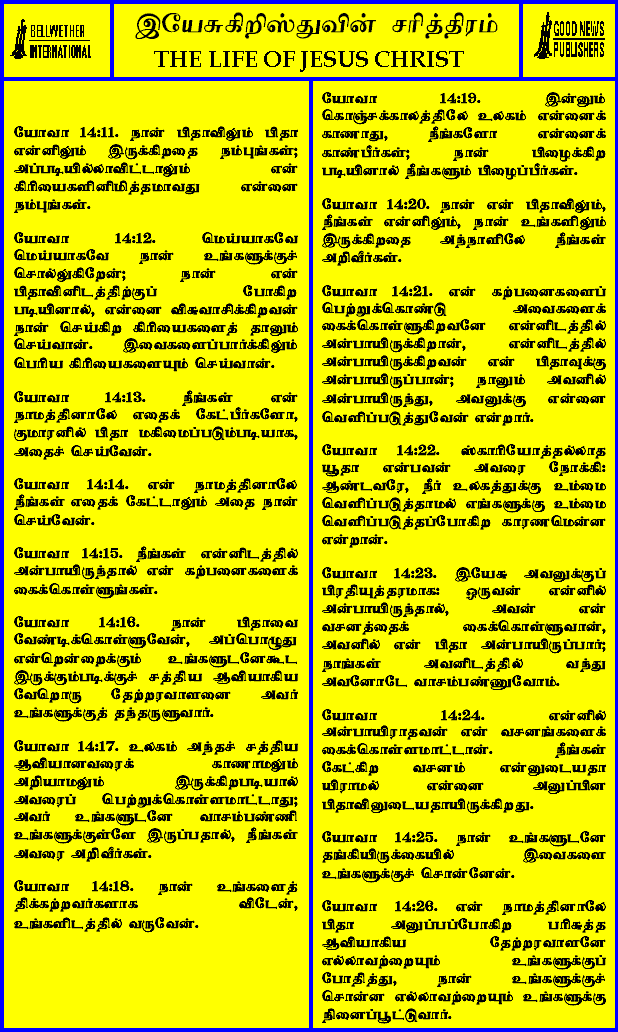 BELLWETHER
INTERNATIONAL
இயேசுகிறிஸ்துவின் சரித்திரம்
THE LIFE OF JESUS CHRIST
GOOD NEWS
PUBLISHERS
யோவா 14:11. நான் பிதாவிலும் பிதா
என்னிலும் இருக்கிறதை நம்புங்கள்;
அப்படியில்லாவிட்டாலும் என்
கிரியைகளினிமித்தமாவது என்னை
நம்புங்கள்.
யோவா 14:12. மெய்யாகவே
மெய்யாகவே நான் உங்களுக்குச்
சொல்லுகிறேன்; நான் என்
பிதாவினிடத்திற்குப் போகிற
படியினால், என்னை விசுவாசிக்கிறவன்
நான் செய்கிற கிரியைகளைத் தானும்
செய்வான். இவைகளைப்பார்க்கிலும்
பெரிய கிரியைகளையும் செய்வான்.
யோவா 14:13. நீங்கள் என்
நாமத்தினாலே எதைக் கேட்பீர்களோ,
குமாரனில் பிதா மகிமைப்படும்படியாக,
அதைச் செய்வேன்.
யோவா 14:14. என் நாமத்தினாலே
நீங்கள் எதைக் கேட்டாலும் அதை நான்
செய்வேன்.
யோவா 14:15. நீங்கள் என்னிடத்தில்
அன்பாயிருந்தால் என் கற்பனைகளைக்
கைக்கொள்ளுங்கள்.
யோவா 14:16. நான் பிதாவை
வேண்டிக்கொள்ளுவேன், அப்பொழுது
என்றென்றைக்கும் உங்களுடனேகூட
இருக்கும்படிக்குச் சத்திய ஆவியாகிய
வேறொரு தேற்றரவாளனை அவர்
உங்களுக்குத் தந்தருளுவார்.
யோவா 14:17. உலகம் அந்தச் சத்திய
ஆவியானவரைக் காணாமலும்
அறியாமலும் இருக்கிறபடியால்
அவரைப் பெற்றுக்கொள்ளமாட்டாது;
அவர் உங்களுடனே வாசம்பண்ணி
உங்களுக்குள்ளே இருப்பதால், நீங்கள்
அவரை அறிவீர்கள்.
யோவா 14:18. நான் உங்களைத்
திக்கற்றவர்களாக விடேன்,
உங்களிடத்தில் வருவேன்.
யோவா 14:19. இன்னும்
கொஞ்சக்காலத்திலே உலகம் என்னைக்
காணாது, நீங்களோ என்னைக்
காண்பீர்கள்; நான் பிழைக்கிற
படியினால் நீங்களும் பிழைப்பீர்கள்.
யோவா 14:20. நான் என் பிதாவிலும்,
நீங்கள் என்னிலும், நான் உங்களிலும்
இருக்கிறதை அந்நாளிலே நீங்கள்
அறிவீர்கள்.
யோவா 14:21. என் கற்பனைகளைப்
பெற்றுக்கொண்டு அவைகளைக்
கைக்கொள்ளுகிறவனே என்னிடத்தில்
அன்பாயிருக்கிறான், என்னிடத்தில்
அன்பாயிருக்கிறவன் என் பிதாவுக்கு
அன்பாயிருப்பான்; நானும் அவனில்
அன்பாயிருந்து, அவனுக்கு என்னை
வெளிப்படுத்துவேன் என்றார்.
யோவா 14:22. ஸ்காரியோத்தல்லாத
யூதா என்பவன் அவரை நோக்கி:
ஆண்டவரே, நீர் உலகத்துக்கு உம்மை
வெளிப்படுத்தாமல் எங்களுக்கு உம்மை
வெளிப்படுத்தப்போகிற காரணமென்ன
என்றான்.
யோவா 14:23. இயேசு அவனுக்குப்
பிரதியுத்தரமாக: ஒருவன் என்னில்
அன்பாயிருந்தால், அவன் என்
வசனத்தைக் கைக்கொள்ளுவான்,
அவனில் என் பிதா அன்பாயிருப்பார்;
நாங்கள் அவனிடத்தில் வந்து
அவனோடே வாசம்பண்ணுவோம்.
யோவா 14:24. என்னில்
அன்பாயிராதவன் என் வசனங்களைக்
கைக்கொள்ளமாட்டான். நீங்கள்
கேட்கிற வசனம் என்னுடையதா
யிராமல் என்னை அனுப்பின
பிதாவினுடையதாயிருக்கிறது.
யோவா 14:25. நான் உங்களுடனே
தங்கியிருக்கையில் இவைகளை
உங்களுக்குச் சொன்னேன்.
யோவா 14:26. என் நாமத்தினாலே
பிதா அனுப்பப்போகிற பரிசுத்த
ஆவியாகிய தேற்றரவாளனே
எல்லாவற்றையும் உங்களுக்குப்
போதித்து, நான் உங்களுக்குச்
சொன்ன எல்லாவற்றையும் உங்களுக்கு
நினைப்பூட்டுவார்.